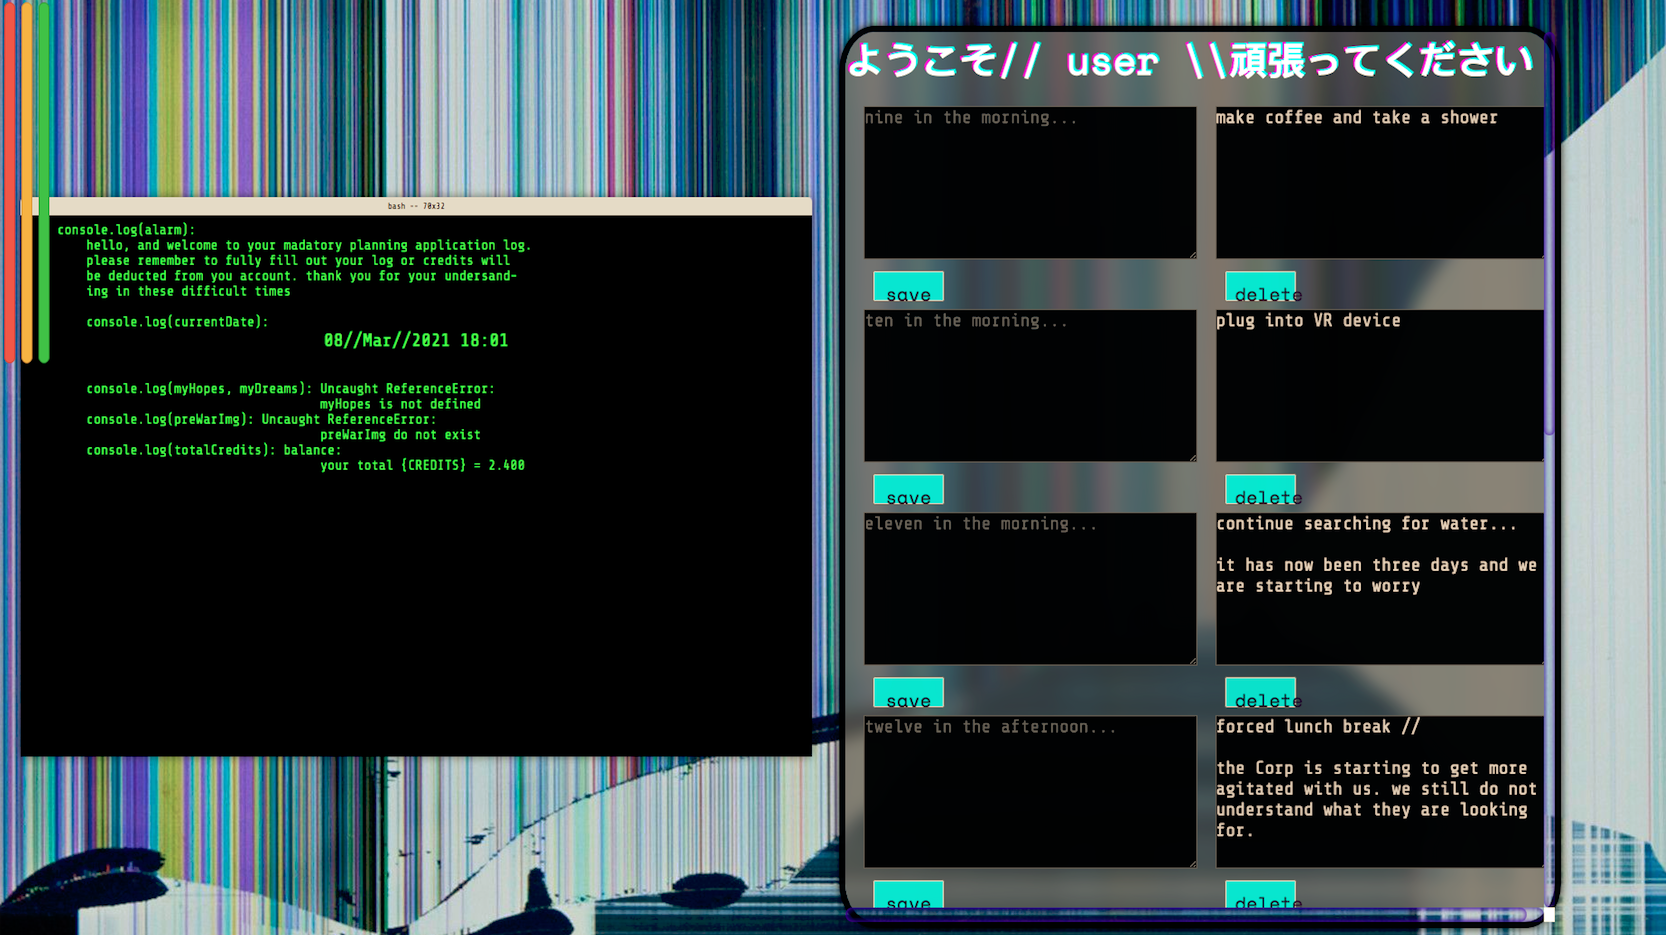 bash -- 70x32
console.log(alarm):
hello, and welcome to your madatory planning application log.
please remember to fully fill out your log or credits will
be deducted from you account. thank you for your undersand-
ing in these difficult times
console.log(currentDate):
08//Mar//2021 18:01
console.log(myHopes, myDreams): Uncaught ReferenceError:
myHopes is not defined
console.log(preWarImg): Uncaught ReferenceError:
preWarImg do not exist
console.log(totalCredits): balance:
your total {CREDITS} = 2.400
ようこそ// user \\頑張ってください
nine in the morning...
make coffee and take a shower
save
delete
ten in the morning...
plug into VR device
save
delete
eleven in the morning...
continue searching for water...
it has now been three days and we
are starting to worry
save
delete
twelve in the afternoon...
forced lunch break //
the Corp is starting to get more
agitated with us. we still do not
understand what they are looking
for.
save
delete